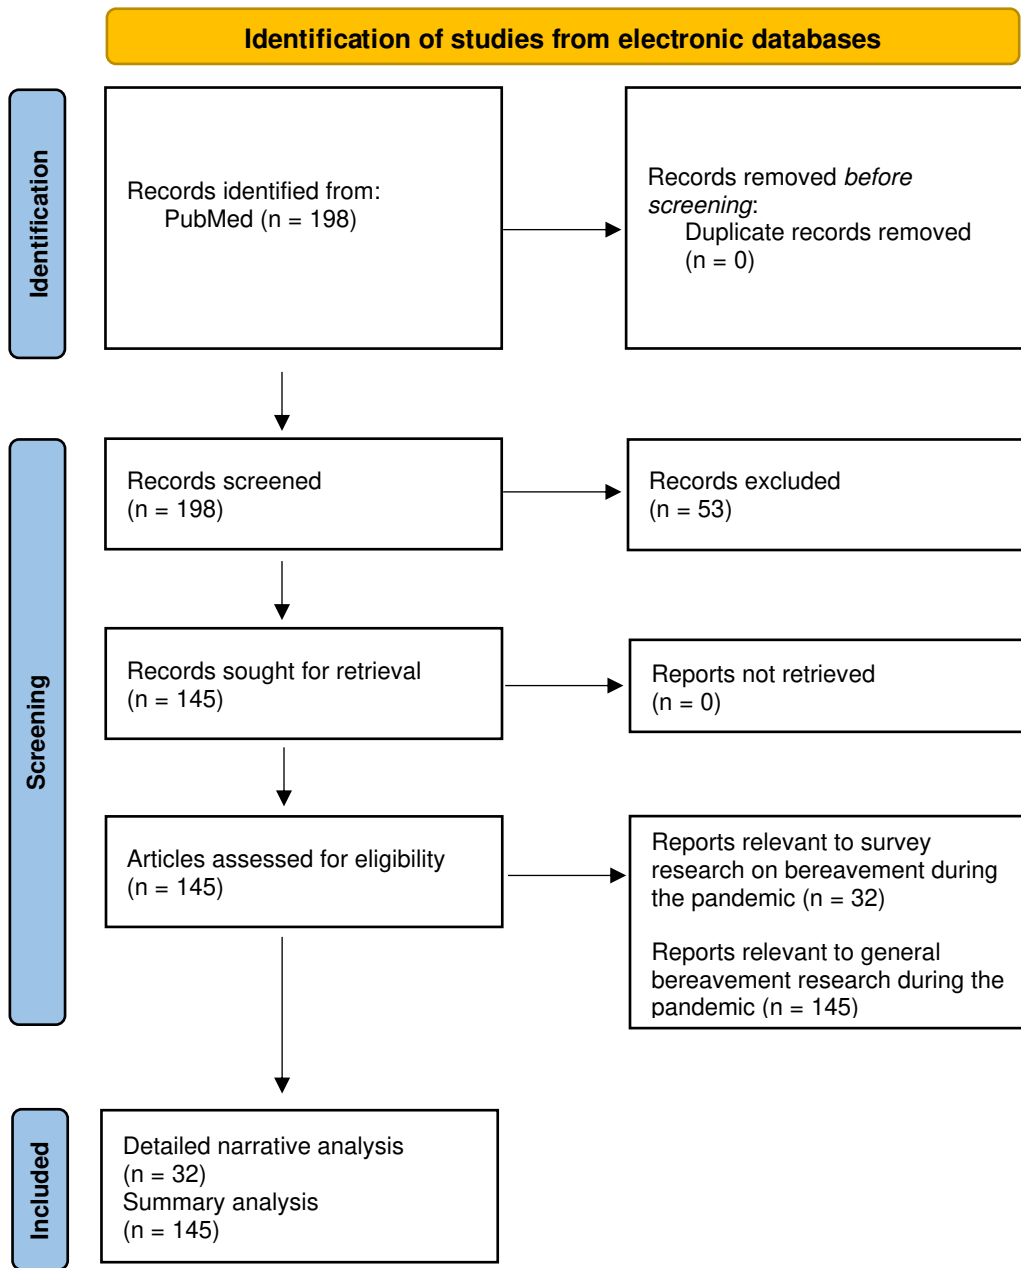 Identification of studies from electronic databases
Identification
Records identified from:
PubMed (n = 198)
Records removed before
screening:
Duplicate records removed
(n = 0)
Screening
Records screened
(n = 198)
Records excluded
(n = 53)
Records sought for retrieval
(n = 145)
Reports not retrieved
(n = 0)
Articles assessed for eligibility
(n = 145)
Reports relevant to survey
research on bereavement during
the pandemic (n = 32)
Reports relevant to general
bereavement research during the
pandemic (n = 145)
Included
Detailed narrative analysis
(n = 32)
Summary analysis
(n = 145)